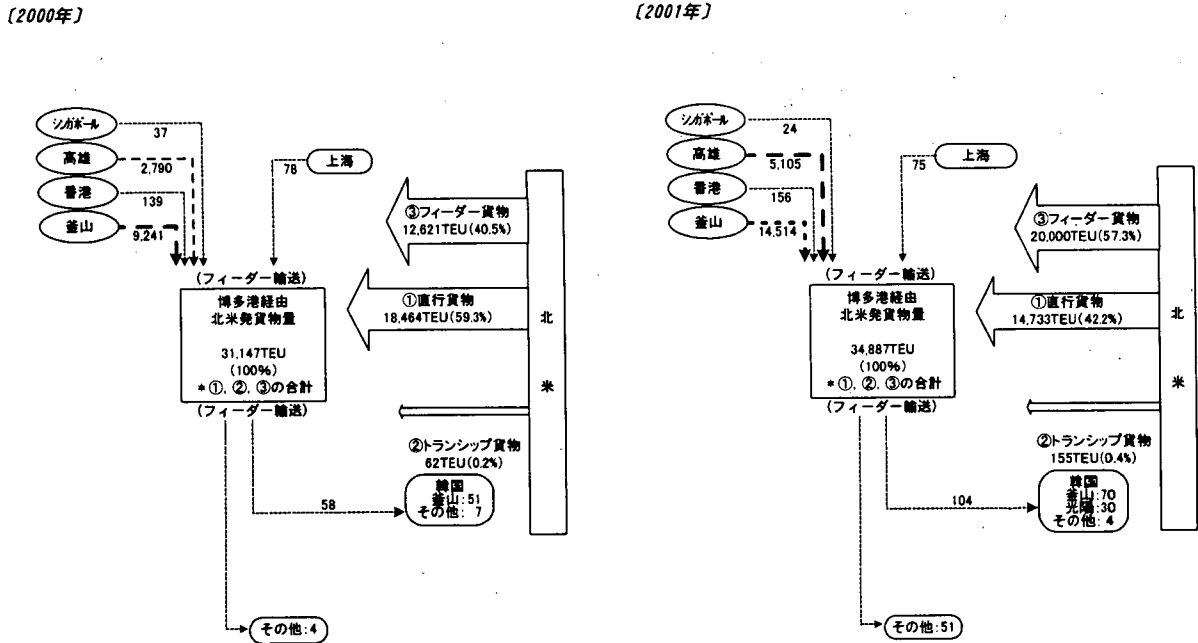 〔2000年〕
シンガポール
37
高雄
2,790
香港
139
釜山
9,241
78
上海
③フィーダー貨物
12,621TEU(40.5%)
(フィーダー輸送)
博多港経由
北米発貨物量
31,147TEU
(100%)
*①,②,③の合計
(フィーダー輸送)
①直行貨物
18,464TEU(59.3%)
北
米
②トランシップ貨物
62TEU(0.2%)
58
韓国
釜山:51
その他: 7
その他:4
〔2001年〕
シンガポール
24
高雄
5,105
香港
156
釜山
14,514
75
上海
③フィーダー貨物
20,000TEU(57.3%)
(フィーダー輸送)
博多港経由
北米発貨物量
34,887TEU
(100%)
*①,②,③の合計
(フィーダー輸送)
①直行貨物
14,733TEU(42.2%)
北
米
②トランシップ貨物
155TEU(0.4%)
104
韓国
釜山:70
光陽:30
その他: 4
その他:51